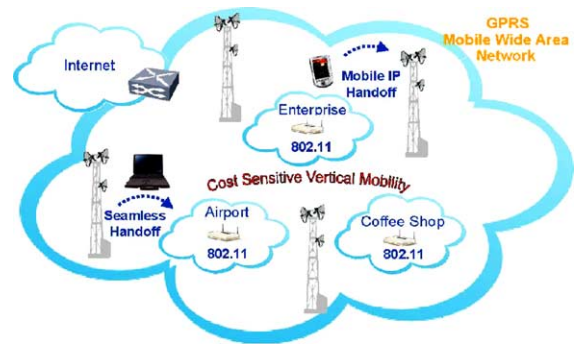 GPRS
Mobile Wide Area
Network
Internet
Mobile IP
Handoff
Enterprise
802.11
Cost Sensitive Vertical Mobility
Seamless
Handoff
Airport
802.11
Coffee Shop
802.11